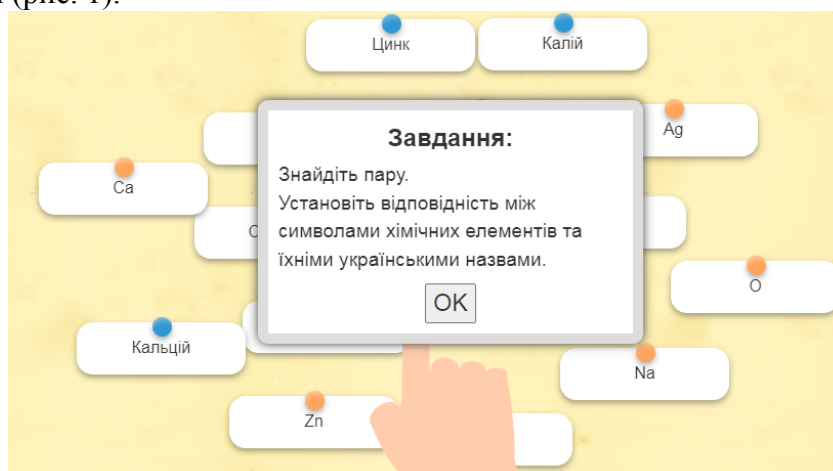 (рис. 1).
Цинк
Калій
Ag
Завдання:
Знайдіть пару.
Установіть відповідність між
символами хімічних елементів та
їхніми українськими назвами.
OK
Ca
O
Кальцій
Na
Zn